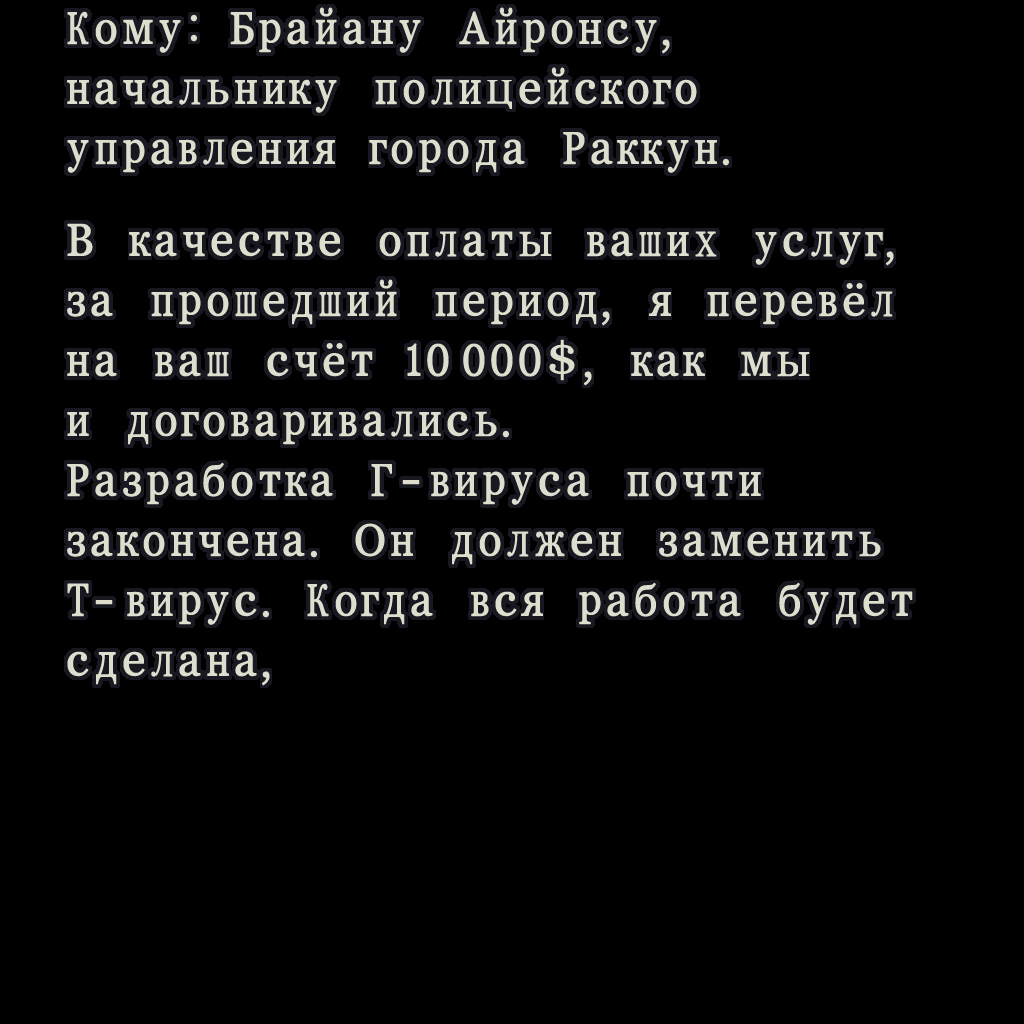 Кому: Брайану Айронсу,
начальнику полицейского
управления города Раккун.
В качестве оплаты ваших услуг,
за прошедший период, я перевёл
на ваш счёт 10 000$, как мы
и договаривались.
Разработка Г-вируса почти
закончена. Он должен заменить
Т-вирус. Когда вся работа будет
сделана,